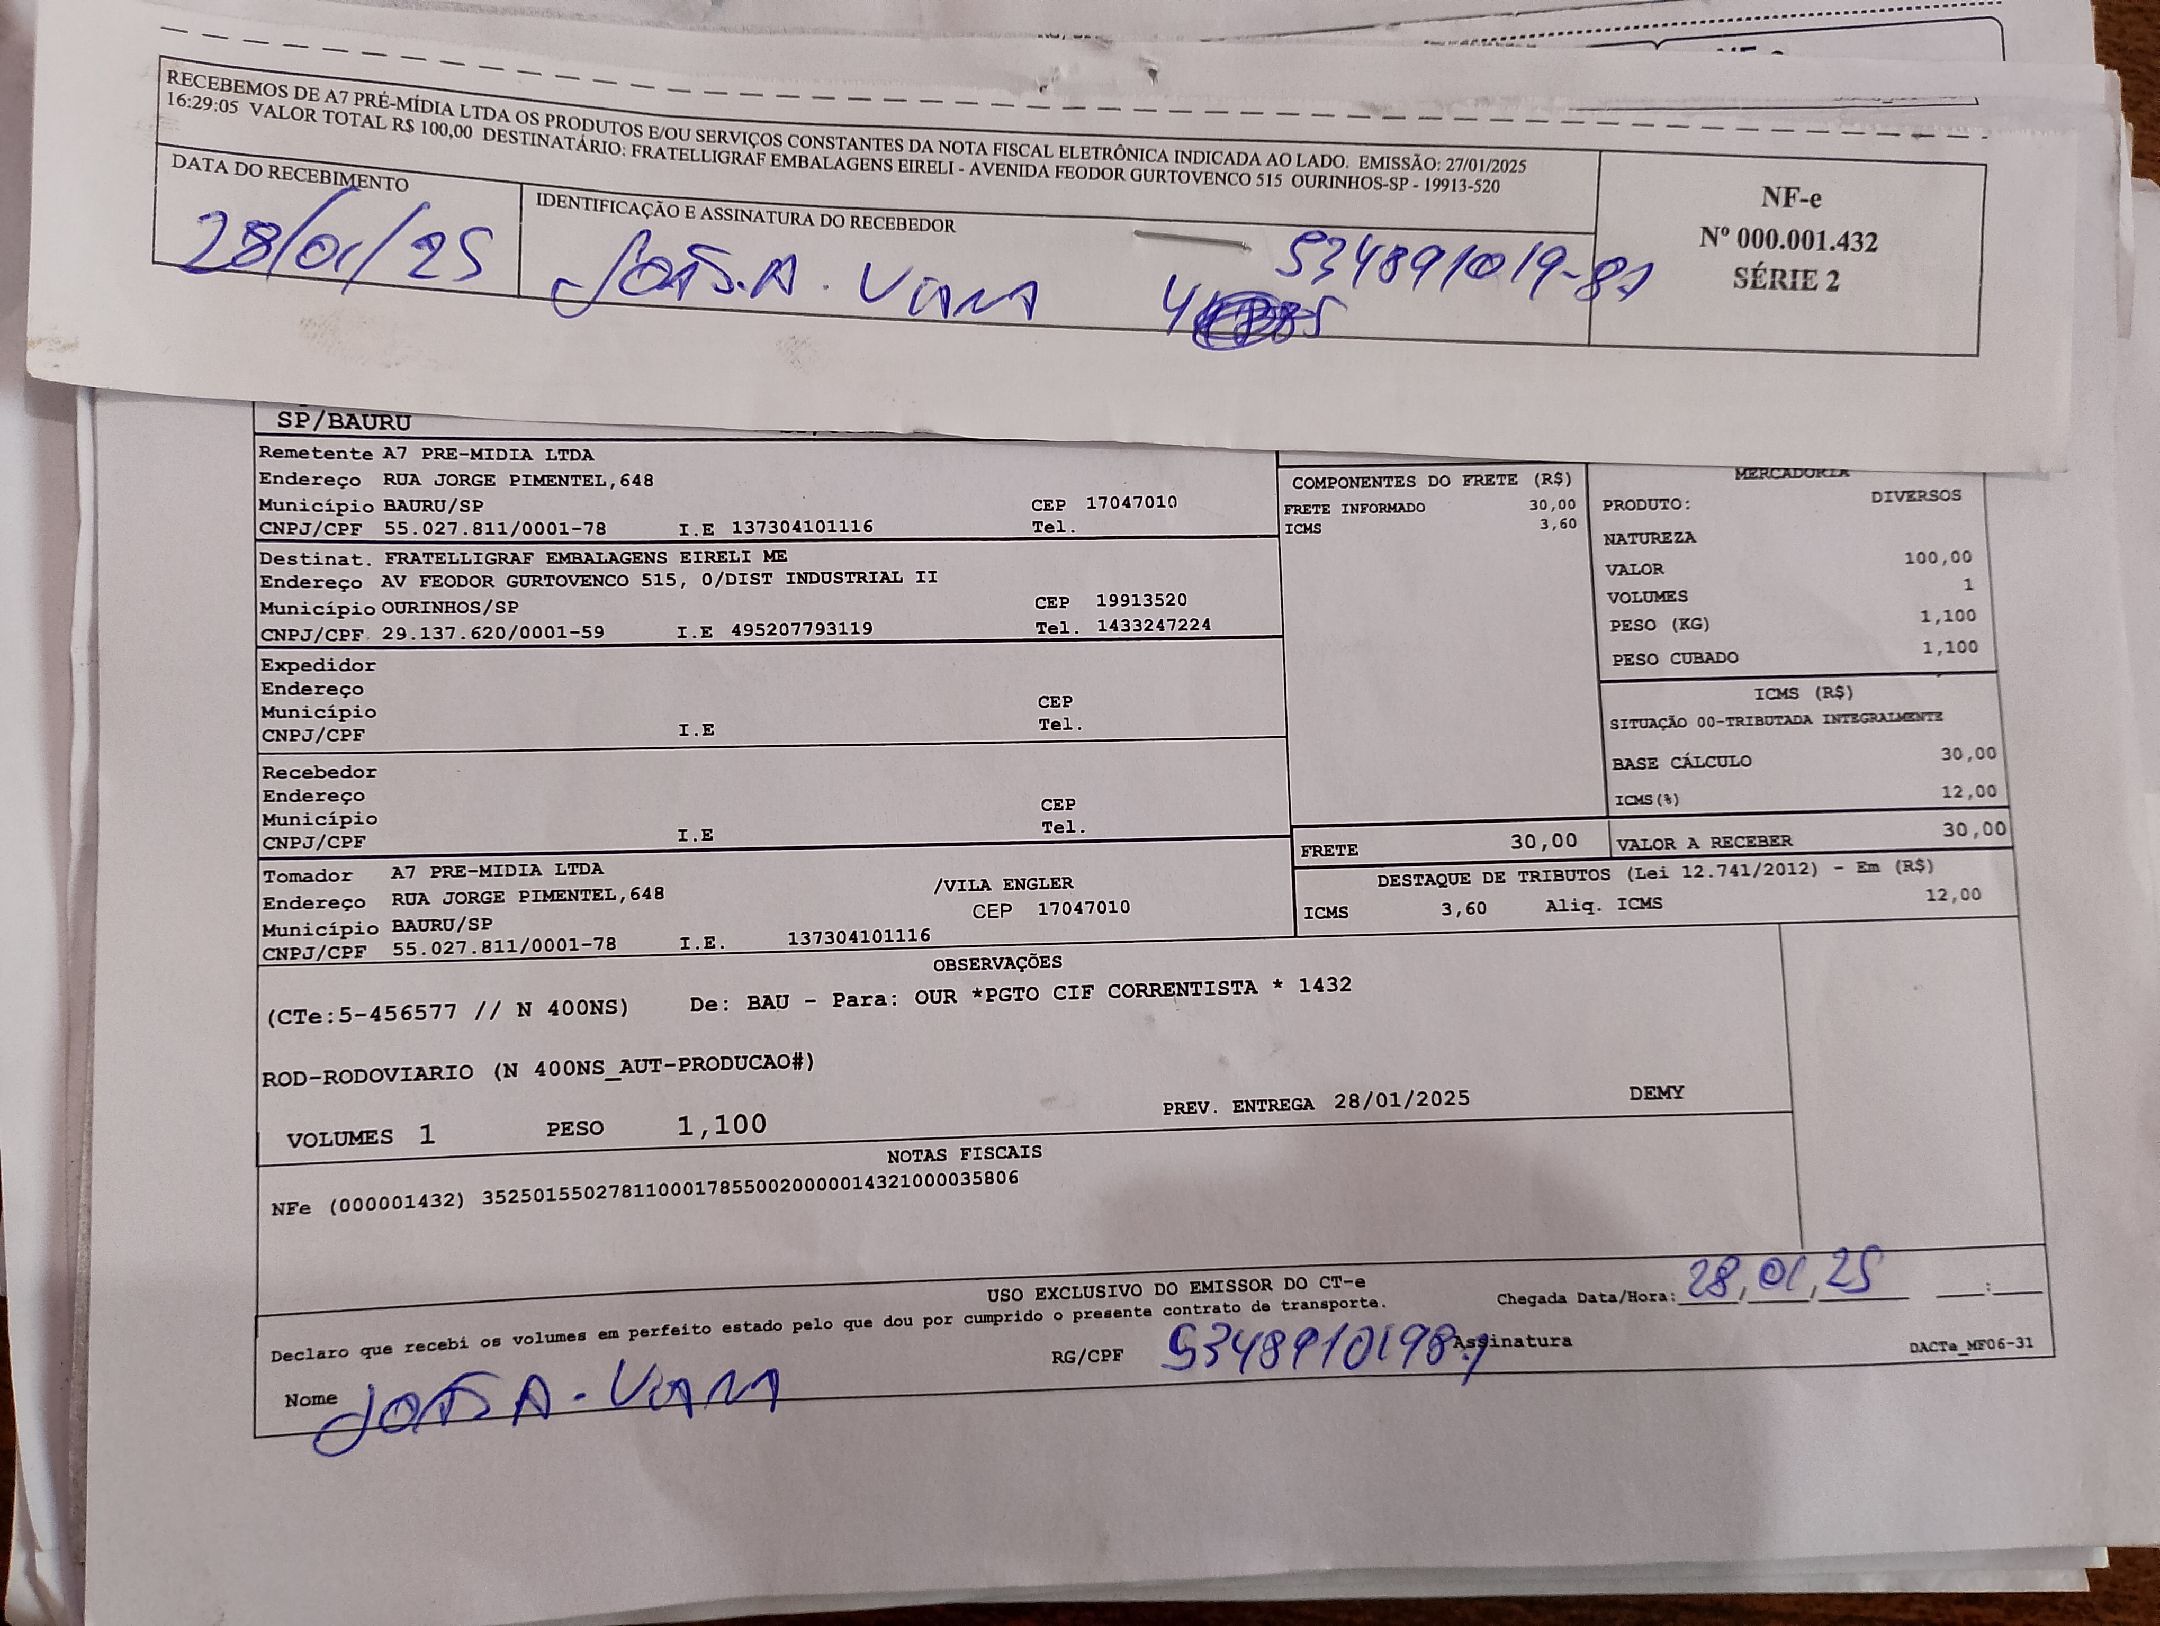 RECEBEMOS DE A7 PRÉ-MÍDIA LTDA OS PRODUTOS E/OU SERVIÇOS CONSTANTES DA NOTA FISCAL ELETRÔNICA INDICADA AO LADO. EMISSÃO: 27/01/2025
16:29:05 VALOR TOTAL R$ 100,00 DESTINATÁRIO: FRATELLIGRAF EMBALAGENS EIRELI - AVENIDA FEODOR GURTOVENCO 515 OURINHOS-SP - 19913-520
NF-e
Nº 000.001.432
SÉRIE 2
DATA DO RECEBIMENTO
28/01/25
IDENTIFICAÇÃO E ASSINATURA DO RECEBEDOR
JOÃO.A. VIANA 534891019-81
SP/BAURU
Remetente A7 PRE-MIDIA LTDA
Endereço RUA JORGE PIMENTEL,648
Município BAURU/SP CEP 17047010
CNPJ/CPF 55.027.811/0001-78 I.E 137304101116 Tel.
Destinat. FRATELLIGRAF EMBALAGENS EIRELI ME
Endereço AV FEODOR GURTOVENCO 515, 0/DIST INDUSTRIAL II
Município OURINHOS/SP CEP 19913520
CNPJ/CPF 29.137.620/0001-59 I.E 495207793119 Tel. 1433247224
Expedidor
Endereço
Município CEP
CNPJ/CPF I.E Tel.
Recebedor
Endereço
Município CEP
CNPJ/CPF I.E Tel.
Tomador A7 PRE-MIDIA LTDA
Endereço RUA JORGE PIMENTEL,648 /VILA ENGLER
Município BAURU/SP CEP 17047010
CNPJ/CPF 55.027.811/0001-78 I.E. 137304101116
COMPONENTES DO FRETE (R$)
FRETE INFORMADO 30,00
ICMS 3,60
MERCADORIA
PRODUTO: DIVERSOS
NATUREZA
VALOR 100,00
VOLUMES 1
PESO (KG) 1,100
PESO CUBADO 1,100
ICMS (R$)
SITUAÇÃO 00-TRIBUTADA INTEGRALMENTE
BASE CÁLCULO 30,00
ICMS(%) 12,00
FRETE 30,00 VALOR A RECEBER 30,00
DESTAQUE DE TRIBUTOS (Lei 12.741/2012) - Em (R$)
ICMS 3,60 Aliq. ICMS 12,00
OBSERVAÇÕES
(CTe:5-456577 // N 400NS) De: BAU - Para: OUR *PGTO CIF CORRENTISTA * 1432
ROD-RODOVIARIO (N 400NS_AUT-PRODUCAO#)
VOLUMES 1 PESO 1,100 PREV. ENTREGA 28/01/2025 DEMY
NOTAS FISCAIS
NFe (000001432) 35250155027811000178550020000014321000035806
USO EXCLUSIVO DO EMISSOR DO CT-e
Declaro que recebi os volumes em perfeito estado pelo que dou por cumprido o presente contrato de transporte. Chegada Data/Hora: 28,01,25 :
Nome JOÃO A. VIANA RG/CPF 53489101981 Assinatura
DACTe_MF06-31